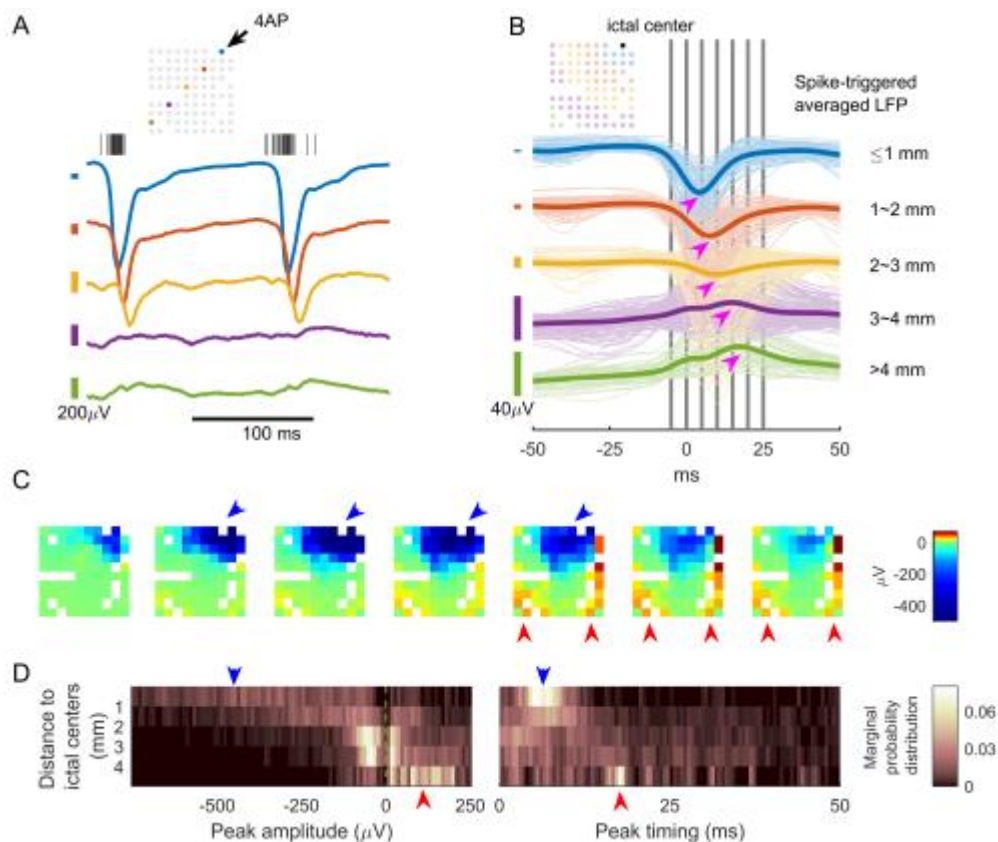 A
4AP
200μV
100 ms
B
ictal center
Spike-triggered
averaged LFP
≤1 mm
1~2 mm
2~3 mm
3~4 mm
>4 mm
40μV
-50
-25
0
25
50
ms
C
0
-200
-400
μV
D
Distance to
ictal centers
(mm)
1
2
3
4
-500
-250
0
250
Peak amplitude (μV)
0
25
50
Peak timing (ms)
Marginal
probability
distribution
0.06
0.03
0